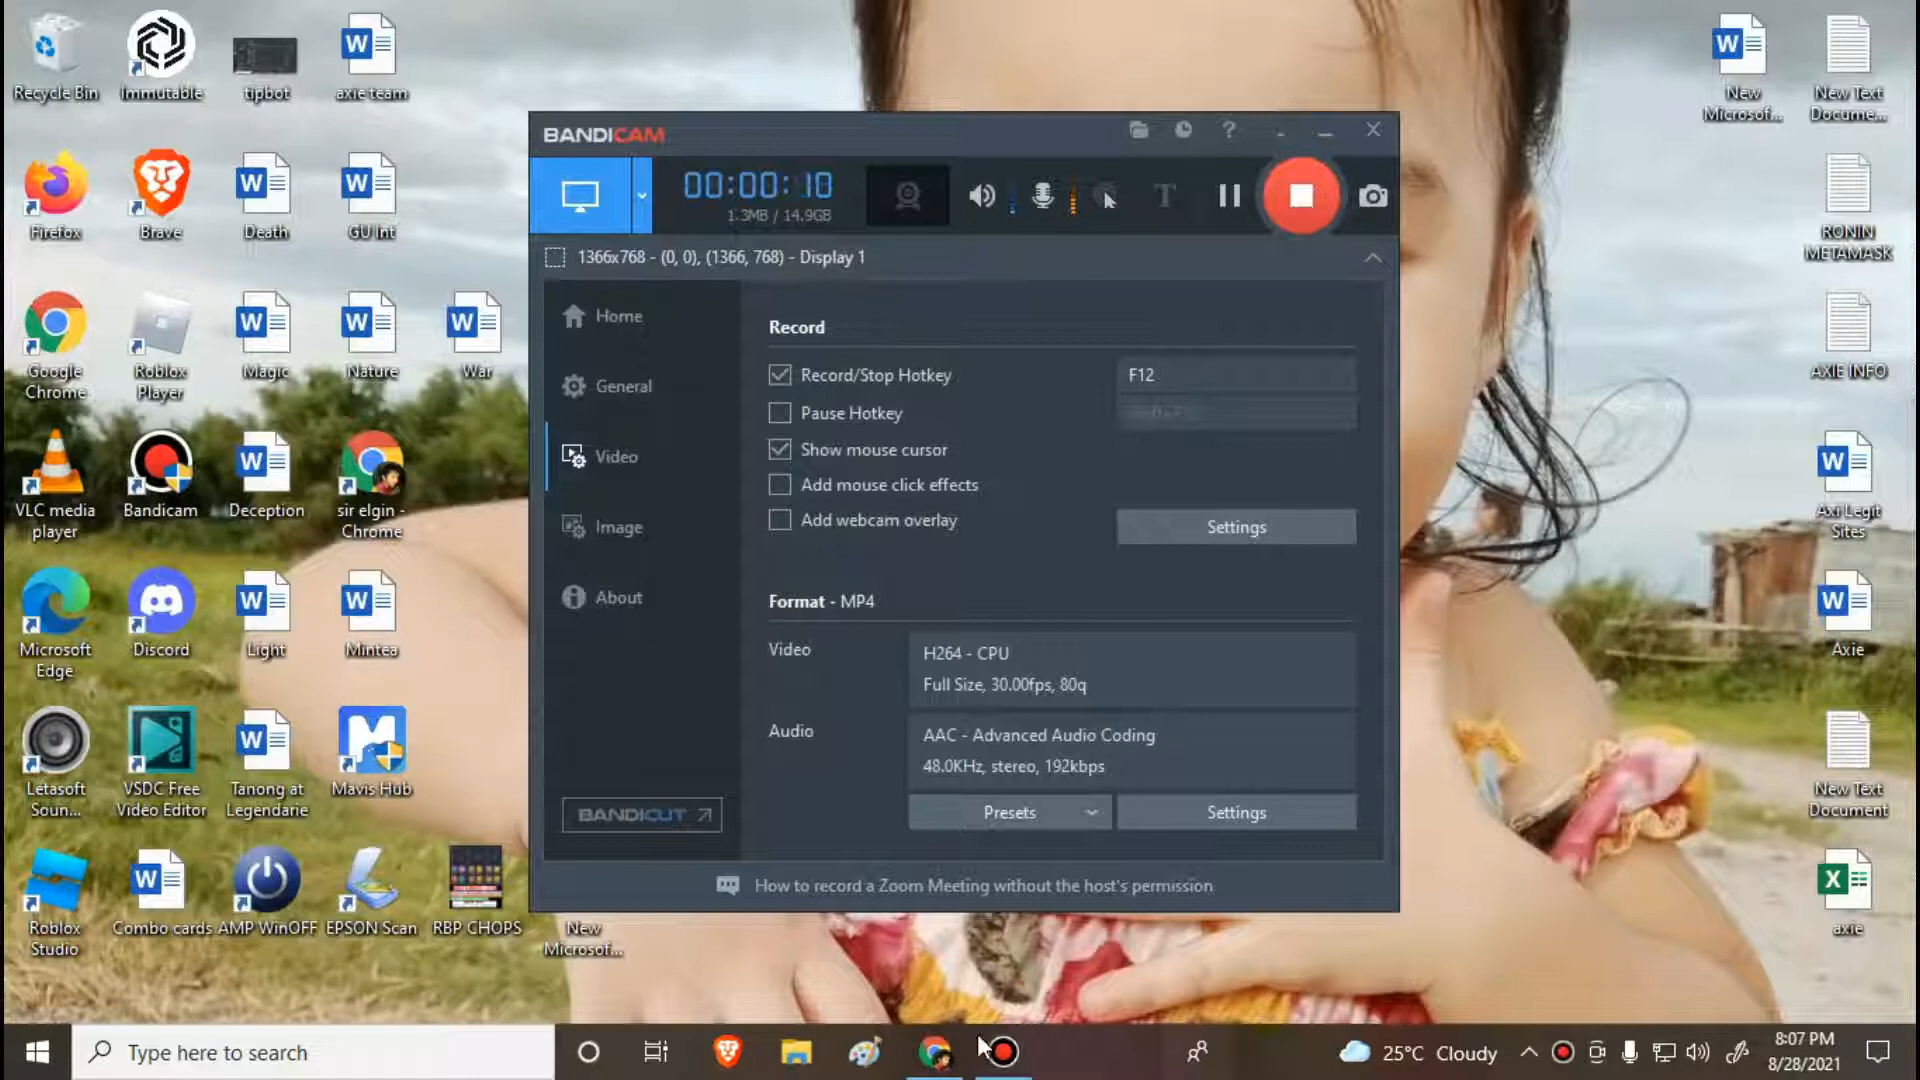 Recycle Bin
Immutable
tipbot
axie team
Firefox
Brave
Death
GU Int
Google
Chrome
Roblox
Player
Magic
Nature
War
VLC media
player
Bandicam
Deception
sir elgin -
Chrome
Microsoft
Edge
Discord
Light
Mintea
Letasoft
Soun...
VSDC Free
Video Editor
Tanong at
Legendarie
Mavis Hub
Roblox
Studio
Combo cards
AMP WinOFF
EPSON Scan
RBP CHOPS
New
Microsof...
BANDICAM
00:00:10
1.3MB / 14.9GB
1366x768 - (0, 0), (1366, 768) - Display 1
Home
General
Video
Image
About
BANDICUT
Record
Record/Stop Hotkey
F12
Pause Hotkey
Show mouse cursor
Add mouse click effects
Add webcam overlay
Settings
Format - MP4
Video
H264 - CPU
Full Size, 30.00fps, 80q
Audio
AAC - Advanced Audio Coding
48.0KHz, stereo, 192kbps
Presets
Settings
How to record a Zoom Meeting without the host's permission
New
Microsof...
New Text
Docume...
RONIN
METAMASK
AXIE INFO
Axi Legit
Sites
Axie
New Text
Document
axie
Type here to search
25°C Cloudy
8:07 PM
8/28/2021